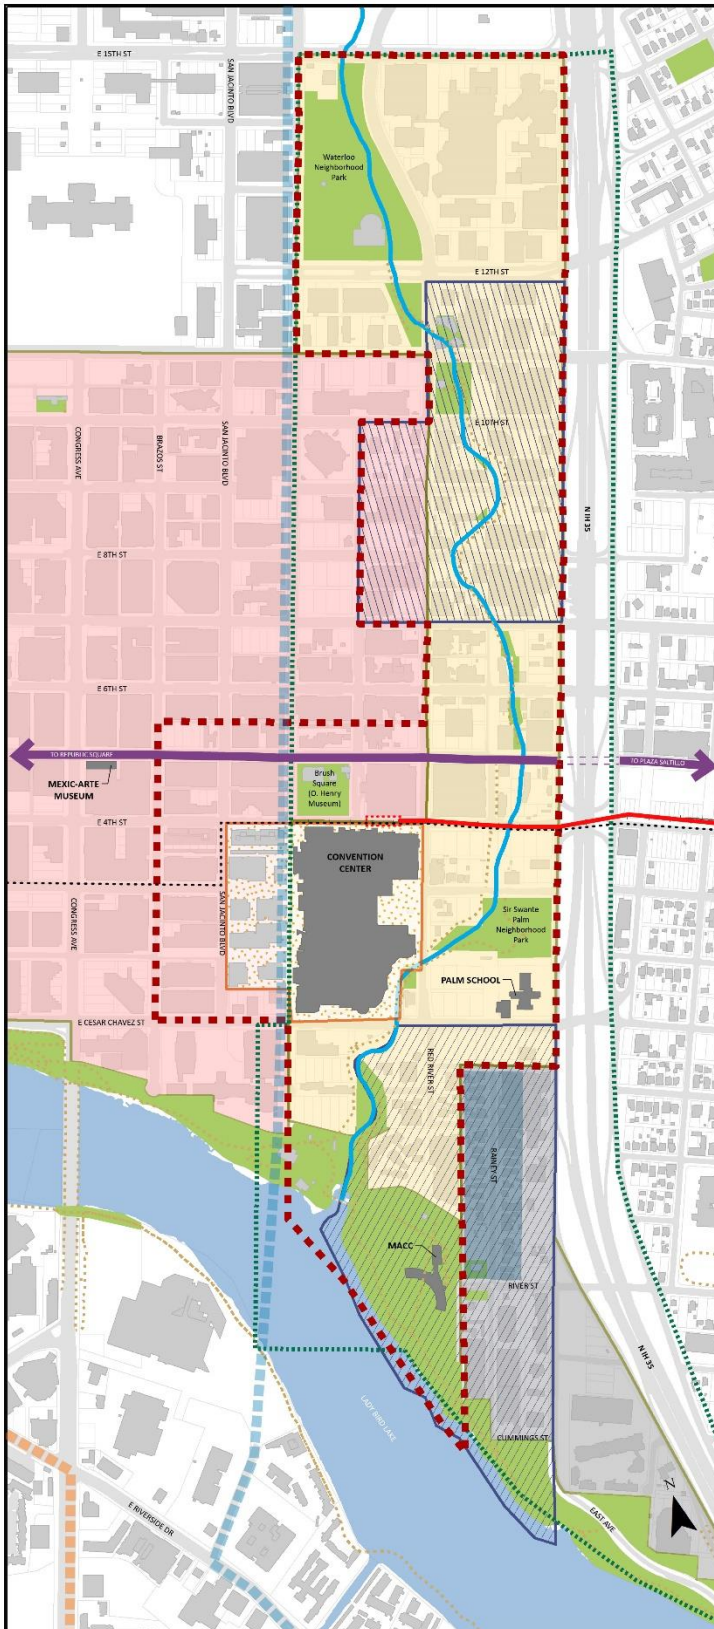 E 15TH ST
SAN JACINTO BLVD
Waterloo
Neighborhood
Park
E 12TH ST
E 10TH ST
CONGRESS AVE
BRAZOS ST
SAN JACINTO BLVD
N IH 35
E 8TH ST
E 6TH ST
TO REPUBLIC SQUARE
TO PLAZA SALTILLO
MEXIC-ARTE
MUSEUM
Brush
Square
(O. Henry
Museum)
E 4TH ST
CONVENTION
CENTER
CONGRESS AVE
SAN JACINTO BLVD
Sir Swante
Palm
Neighborhood
Park
PALM SCHOOL
E CESAR CHAVEZ ST
RED RIVER ST
RAINEY ST
MACC
RIVER ST
N IH 35
LADY BIRD LAKE
CUMMINGS ST
N
EAST AVE
E RIVERSIDE DR